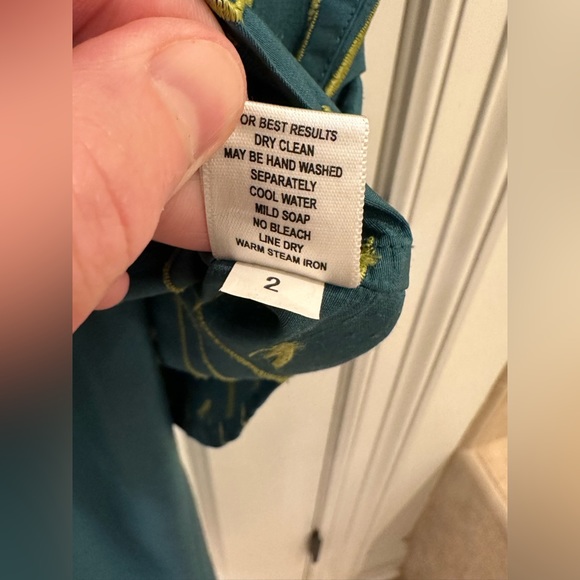 OR BEST RESULTS
DRY CLEAN
MAY BE HAND WASHED
SEPARATELY
COOL WATER
MILD SOAP
NO BLEACH
LINE DRY
WARM STEAM IRON
2